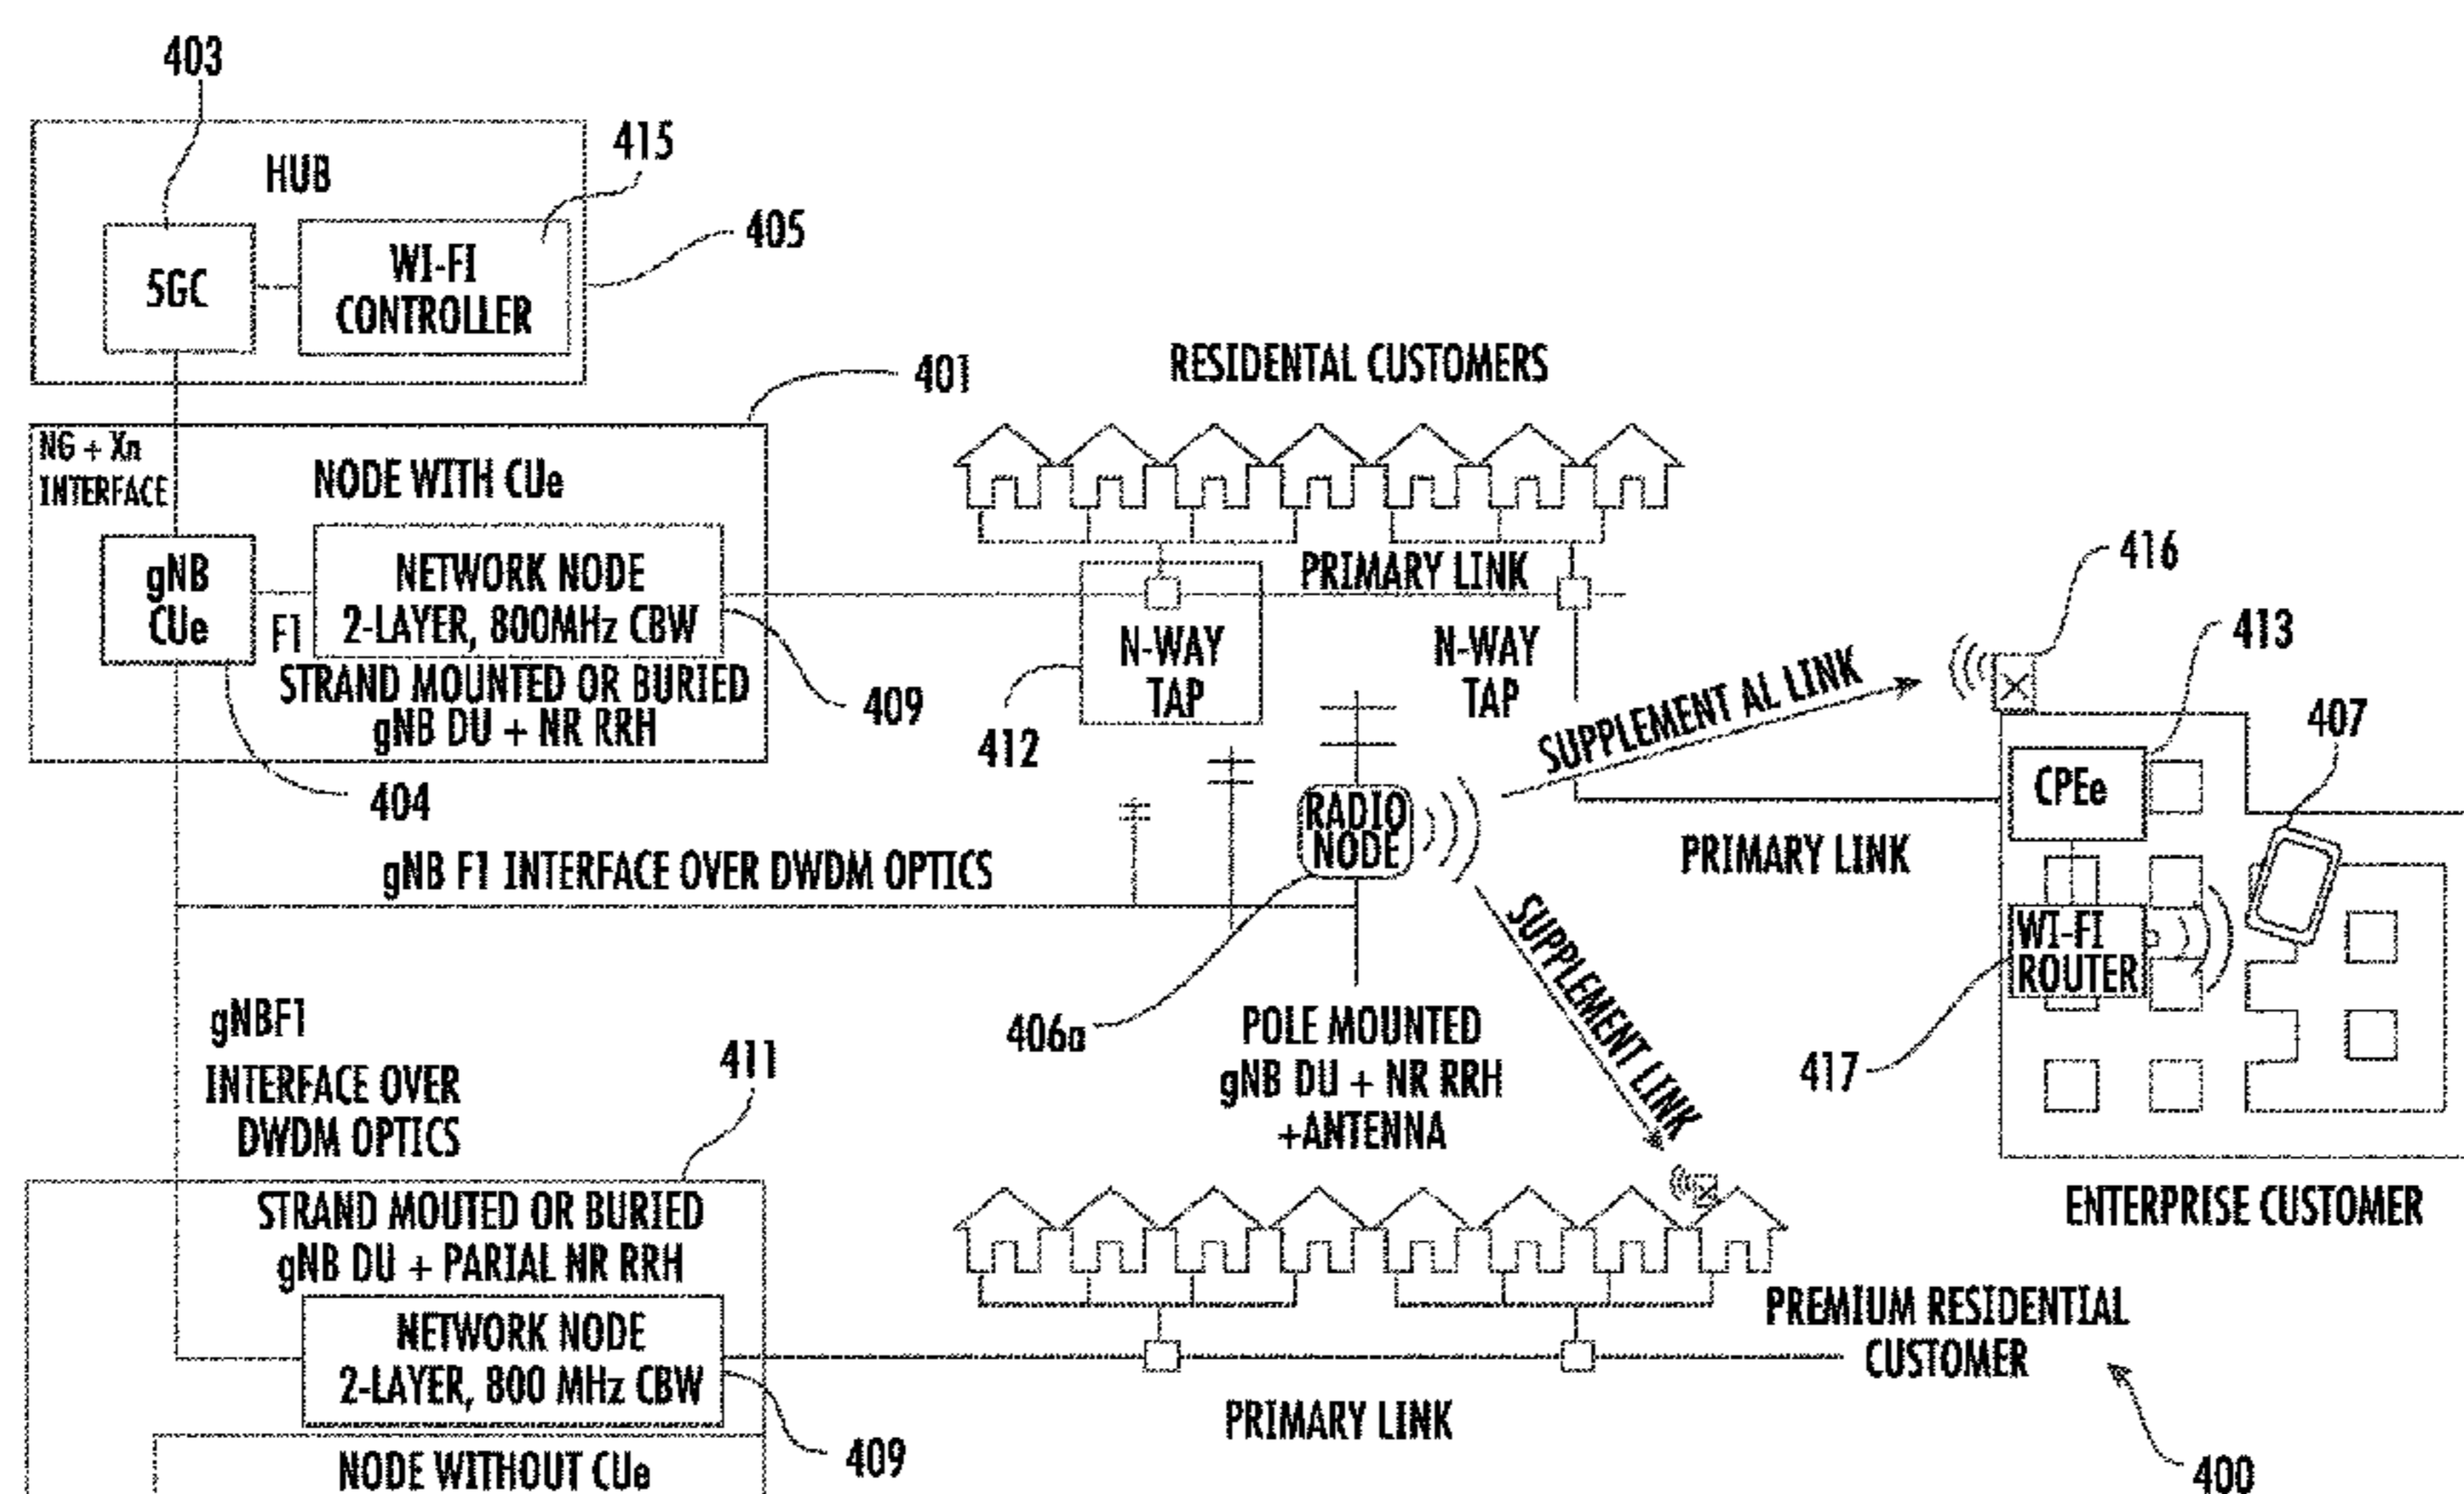 403
HUB
415
5GC
WI-FI
CONTROLLER
405
401
NG + Xn
INTERFACE
NODE WITH CUe
gNB
CUe
F1
NETWORK NODE
2-LAYER, 800MHz CBW
STRAND MOUNTED OR BURIED
gNB DU + NR RRH
409
404
RESIDENTAL CUSTOMERS
PRIMARY LINK
N-WAY
TAP
412
N-WAY
TAP
SUPPLEMENT AL LINK
416
413
407
CPEe
PRIMARY LINK
RADIO
NODE
WI-FI
ROUTER
417
ENTERPRISE CUSTOMER
gNB F1 INTERFACE OVER DWDM OPTICS
406a
POLE MOUNTED
gNB DU + NR RRH
+ANTENNA
SUPPLEMENT LINK
gNBF1
INTERFACE OVER
DWDM OPTICS
411
STRAND MOUTED OR BURIED
gNB DU + PARIAL NR RRH
NETWORK NODE
2-LAYER, 800 MHz CBW
NODE WITHOUT CUe
409
PRIMARY LINK
PREMIUM RESIDENTIAL
CUSTOMER
400